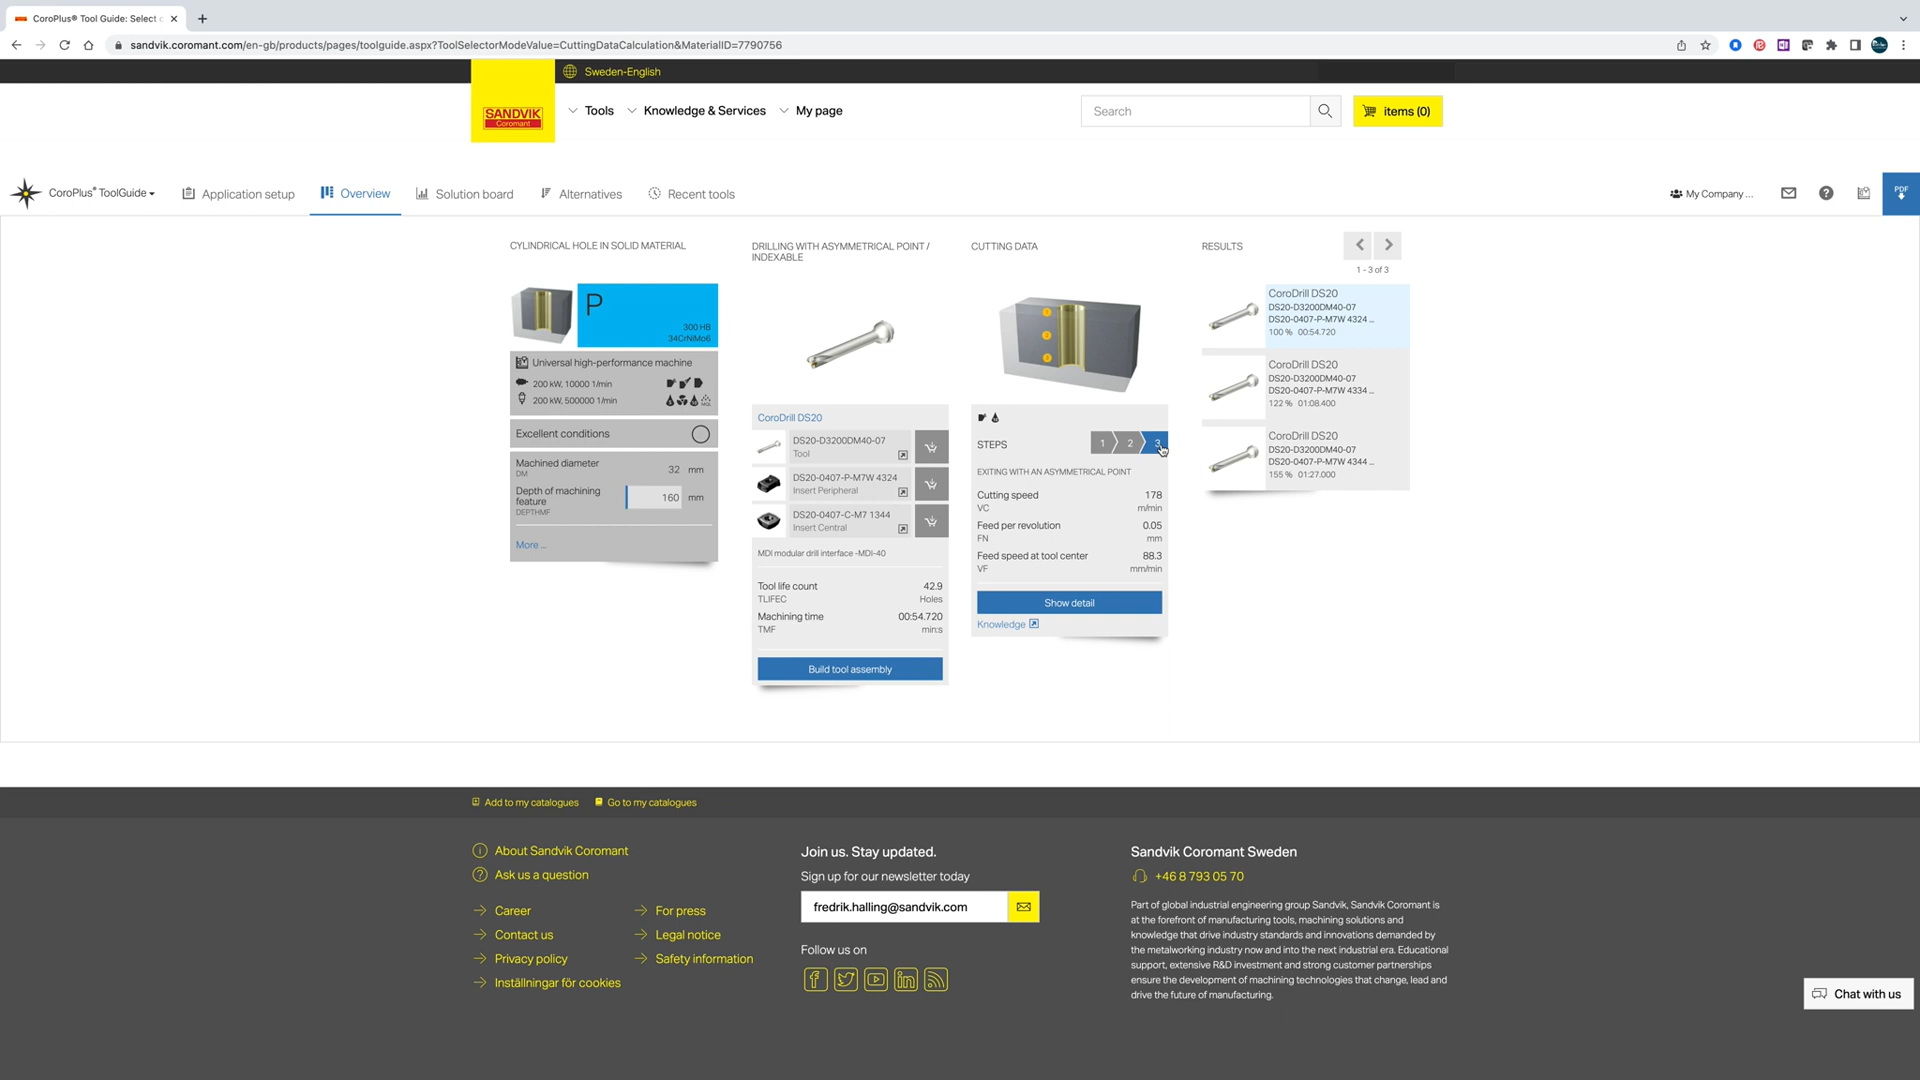 CoroPlus® Tool Guide: Select c
sandvik.coromant.com/en-gb/products/pages/toolguide.aspx?ToolSelectorModeValue=CuttingDataCalculation&MaterialID=7790756
Sweden-English
SANDVIK
Coromant
Tools
Knowledge & Services
My page
Search
items (0)
CoroPlus® ToolGuide
Application setup
Overview
Solution board
Alternatives
Recent tools
My Company ...
PDF
CYLINDRICAL HOLE IN SOLID MATERIAL
P
300 HB
34CrNiMo6
Universal high-performance machine
200 kW, 10000 1/min
200 kW, 500000 1/min
Excellent conditions
Machined diameter
DM
32 mm
Depth of machining
feature
DEPTHMF
160 mm
More ...
DRILLING WITH ASYMMETRICAL POINT /
INDEXABLE
CoroDrill DS20
DS20-D3200DM40-07
Tool
DS20-0407-P-M7W 4324
Insert Peripheral
DS20-0407-C-M7 1344
Insert Central
MDI modular drill interface -MDI-40
Tool life count 42.9
TLIFEC Holes
Machining time 00:54.720
TMF min:s
Build tool assembly
CUTTING DATA
1
2
3
STEPS 1 2 3
EXITING WITH AN ASYMMETRICAL POINT
Cutting speed 178
VC m/min
Feed per revolution 0.05
FN mm
Feed speed at tool center 88.3
VF mm/min
Show detail
Knowledge
RESULTS
1 - 3 of 3
CoroDrill DS20
DS20-D3200DM40-07
DS20-0407-P-M7W 4324 ...
100 % 00:54.720
CoroDrill DS20
DS20-D3200DM40-07
DS20-0407-P-M7W 4334 ...
122 % 01:08.400
CoroDrill DS20
DS20-D3200DM40-07
DS20-0407-P-M7W 4344 ...
155 % 01:27.000
Add to my catalogues
Go to my catalogues
About Sandvik Coromant
Ask us a question
Career
Contact us
Privacy policy
Inställningar för cookies
For press
Legal notice
Safety information
Join us. Stay updated.
Sign up for our newsletter today
fredrik.halling@sandvik.com
Follow us on
Sandvik Coromant Sweden
+46 8 793 05 70
Part of global industrial engineering group Sandvik, Sandvik Coromant is
at the forefront of manufacturing tools, machining solutions and
knowledge that drive industry standards and innovations demanded by
the metalworking industry now and into the next industrial era. Educational
support, extensive R&D investment and strong customer partnerships
ensure the development of machining technologies that change, lead and
drive the future of manufacturing.
Chat with us